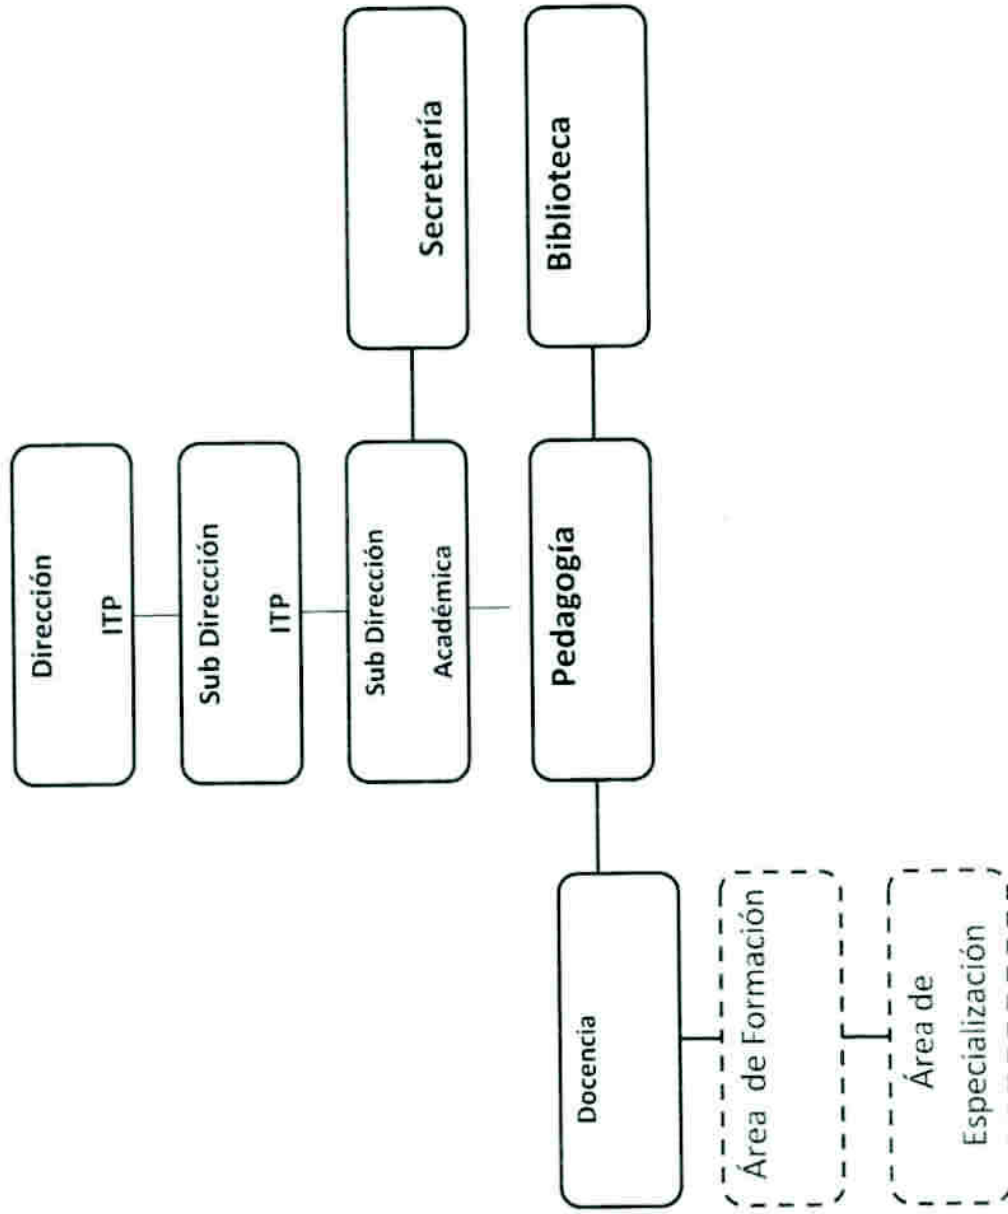 Dirección
ITP
Sub Dirección
ITP
Sub Dirección
Académica
Secretaría
Pedagogía
Biblioteca
Docencia
Área de Formación
Área de
Especialización